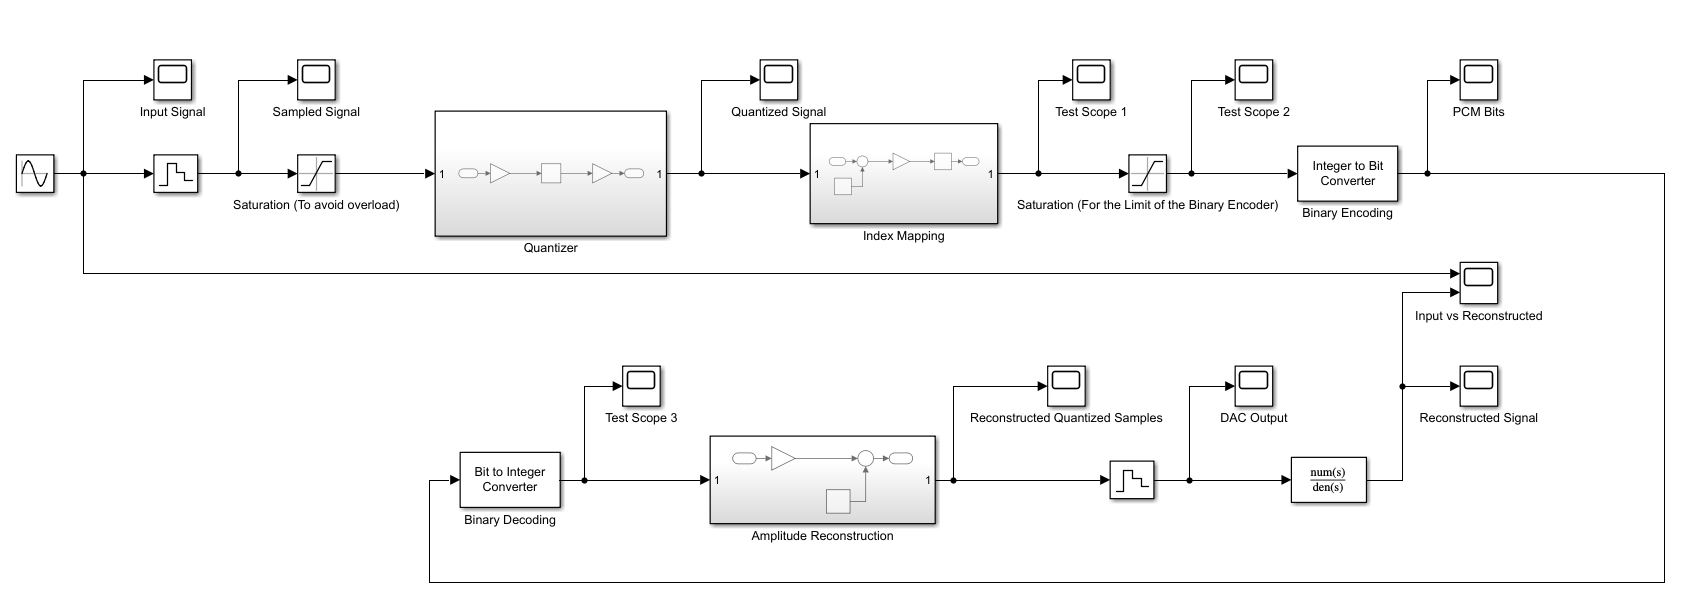 Input Signal
Sampled Signal
Quantized Signal
Test Scope 1
Test Scope 2
PCM Bits
Saturation (To avoid overload)
1
1
Quantizer
1
1
Index Mapping
Saturation (For the Limit of the Binary Encoder)
Integer to Bit
Converter
Binary Encoding
Input vs Reconstructed
Test Scope 3
Reconstructed Quantized Samples
DAC Output
Reconstructed Signal
Bit to Integer
Converter
Binary Decoding
1
1
Amplitude Reconstruction
num(s)
den(s)